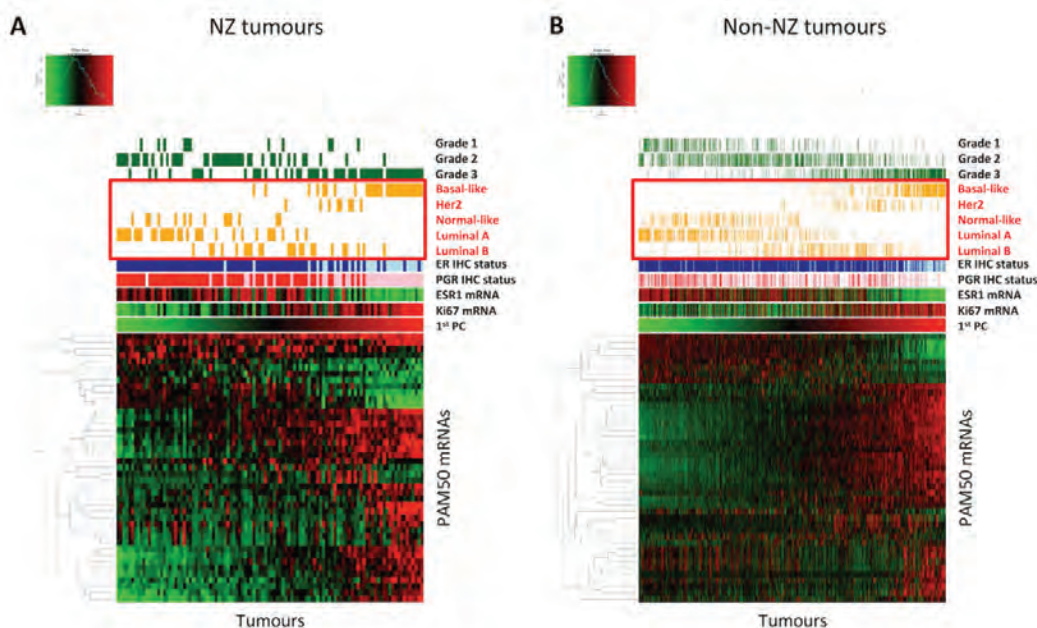 A
NZ tumours
Grade 1
Grade 2
Grade 3
Basal-like
Her2
Normal-like
Luminal A
Luminal B
ER IHC status
PGR IHC status
ESR1 mRNA
Ki67 mRNA
1st PC
PAM50 mRNAs
Tumours
B
Non-NZ tumours
Grade 1
Grade 2
Grade 3
Basal-like
Her2
Normal-like
Luminal A
Luminal B
ER IHC status
PGR IHC status
ESR1 mRNA
Ki67 mRNA
1st PC
PAM50 mRNAs
Tumours